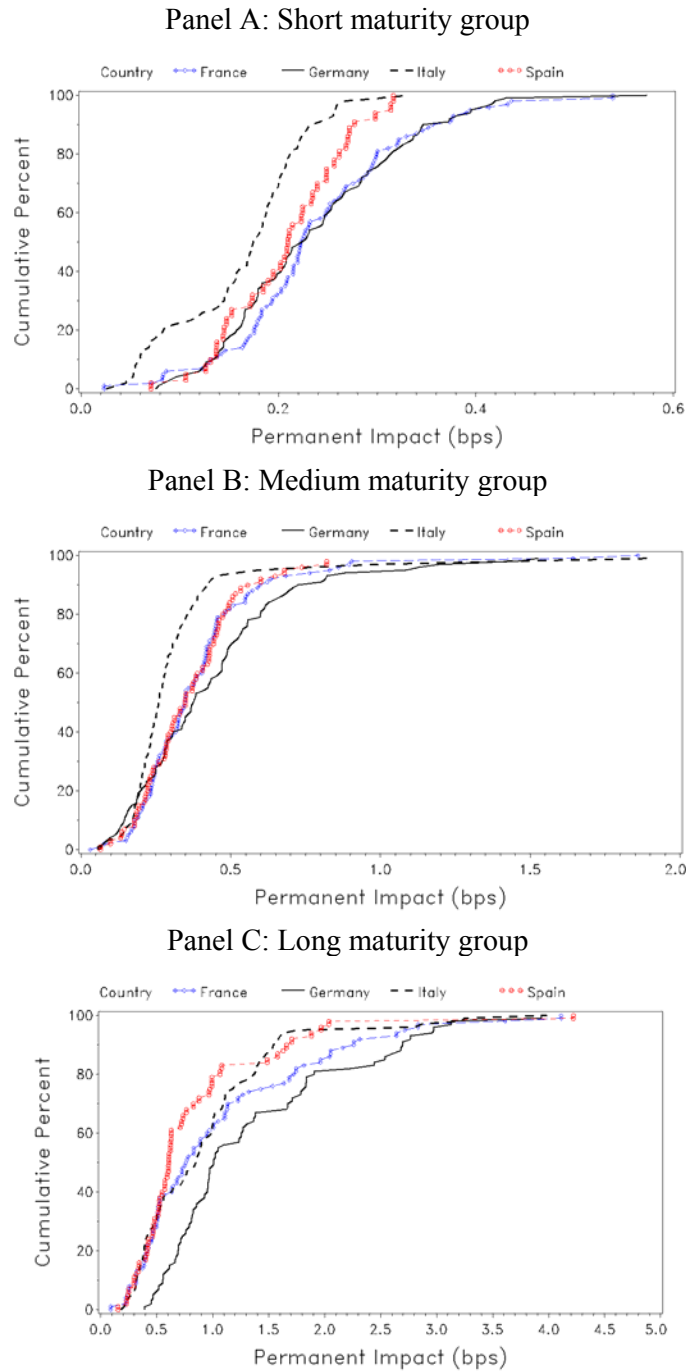 Panel A: Short maturity group
Country France Germany Italy Spain
100
80
60
40
20
0
Cumulative Percent
0.0 0.2 0.4 0.6
Permanent Impact (bps)
Panel B: Medium maturity group
Country France Germany Italy Spain
100
80
60
40
20
0
Cumulative Percent
0.0 0.5 1.0 1.5 2.0
Permanent Impact (bps)
Panel C: Long maturity group
Country France Germany Italy Spain
100
80
60
40
20
0
Cumulative Percent
0.0 0.5 1.0 1.5 2.0 2.5 3.0 3.5 4.0 4.5 5.0
Permanent Impact (bps)